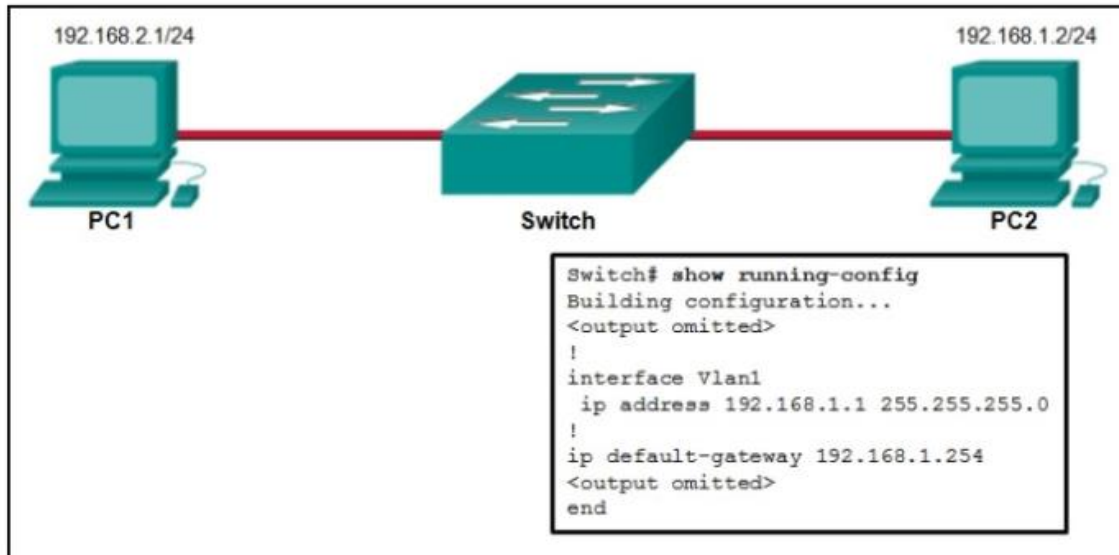 192.168.2.1/24
192.168.1.2/24
PC1
Switch
PC2
Switch# show running-config
Building configuration...
<output omitted>
!
interface Vlan1
 ip address 192.168.1.1 255.255.255.0
!
ip default-gateway 192.168.1.254
<output omitted>
end